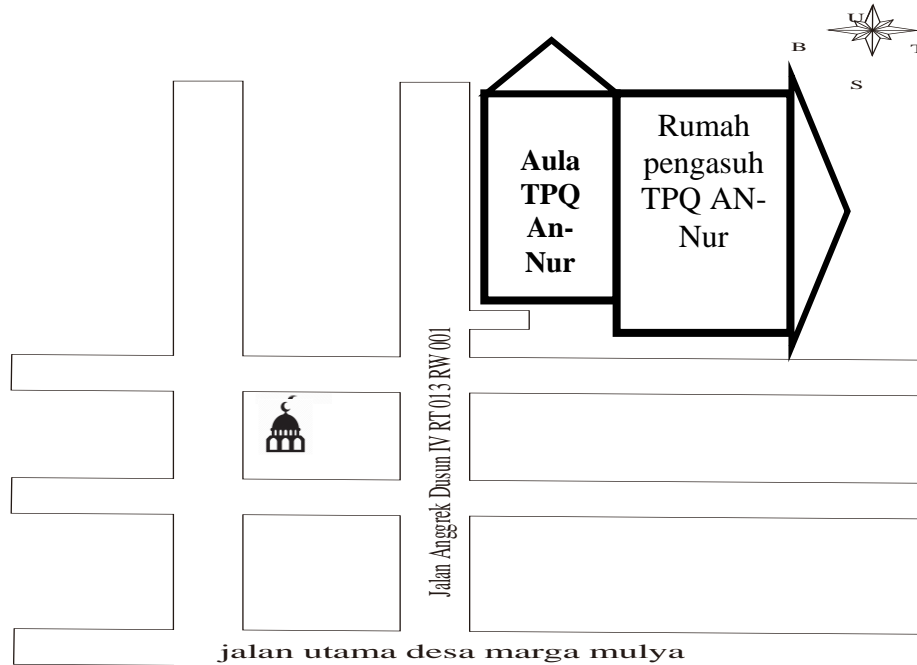 U
B
T
S
Aula
TPQ
An-
Nur
Rumah
pengasuh
TPQ AN-
Nur
Jalan Anggrek Dusun IV RT 013 RW 001
jalan utama desa marga mulya